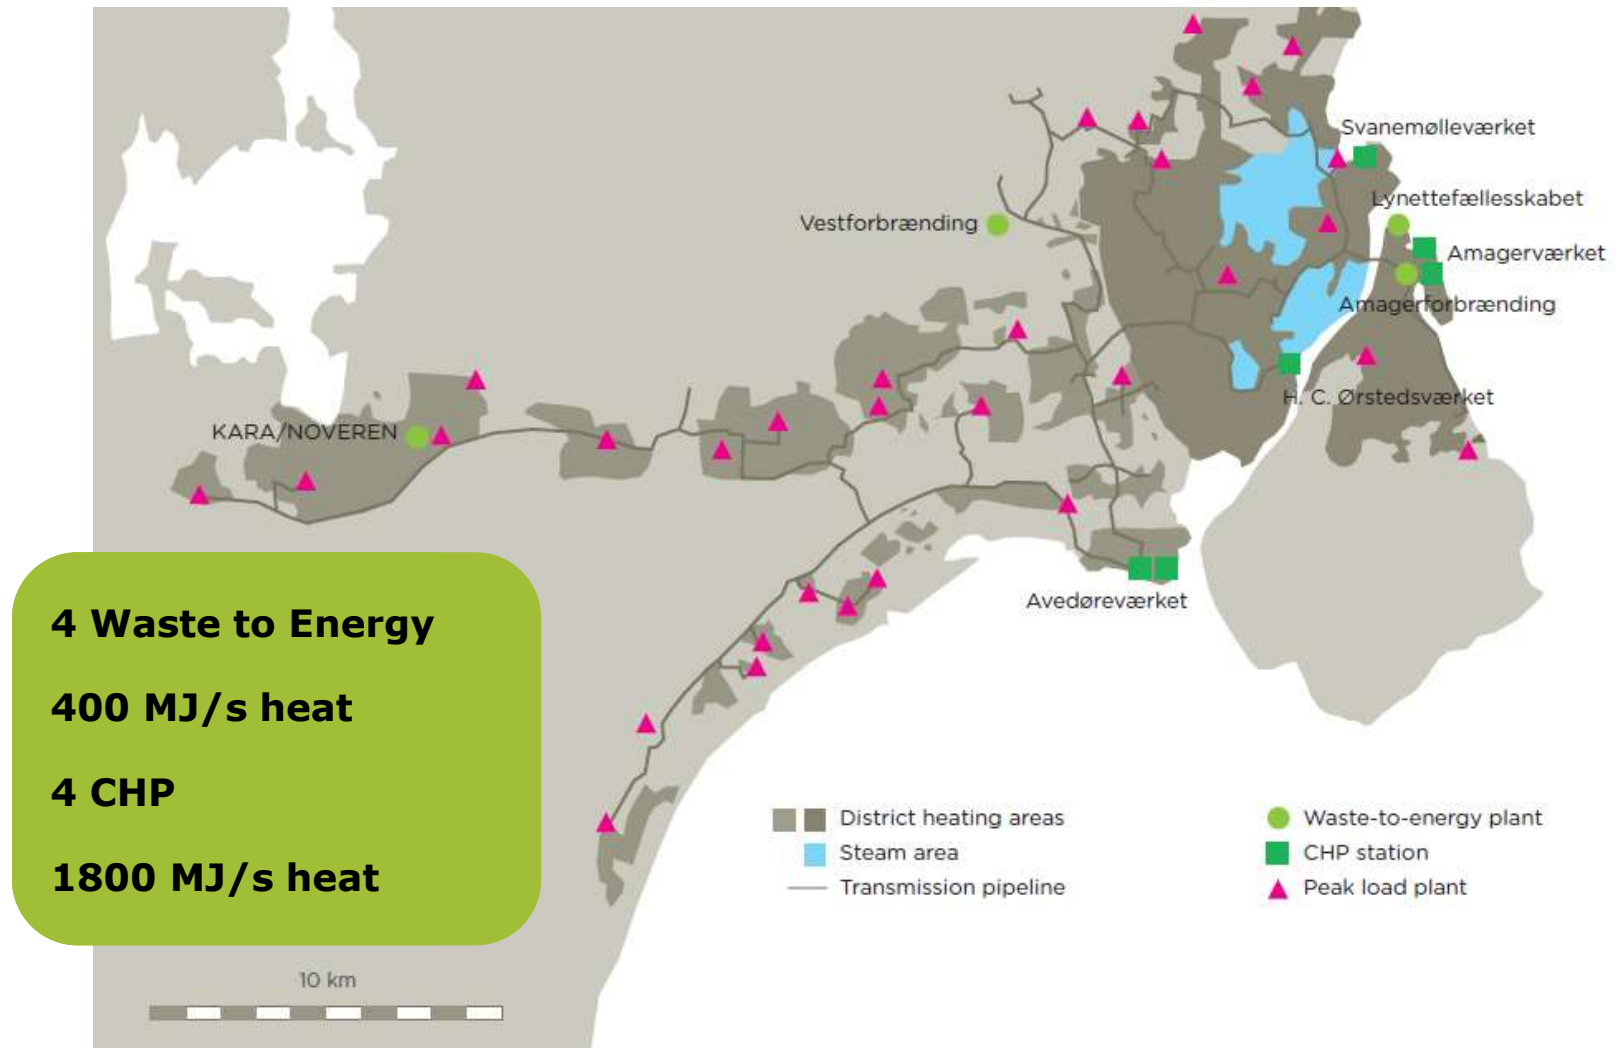 Svanemølleværket
Lynettefællesskabet
Vestforbrænding
Amagerværket
Amagerforbrænding
H. C. Ørstedsværket
KARA/NOVEREN
Avedøreværket
4 Waste to Energy
400 MJ/s heat
4 CHP
1800 MJ/s heat
District heating areas
Steam area
Transmission pipeline
Waste-to-energy plant
CHP station
Peak load plant
10 km